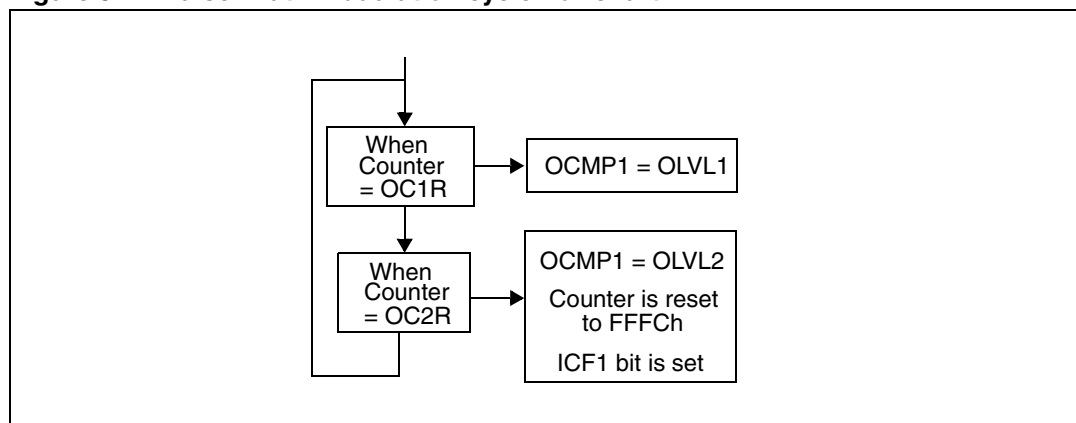 When
Counter
= OC1R
OCMP1 = OLVL1
When
Counter
= OC2R
OCMP1 = OLVL2
Counter is reset
to FFFCh
ICF1 bit is set